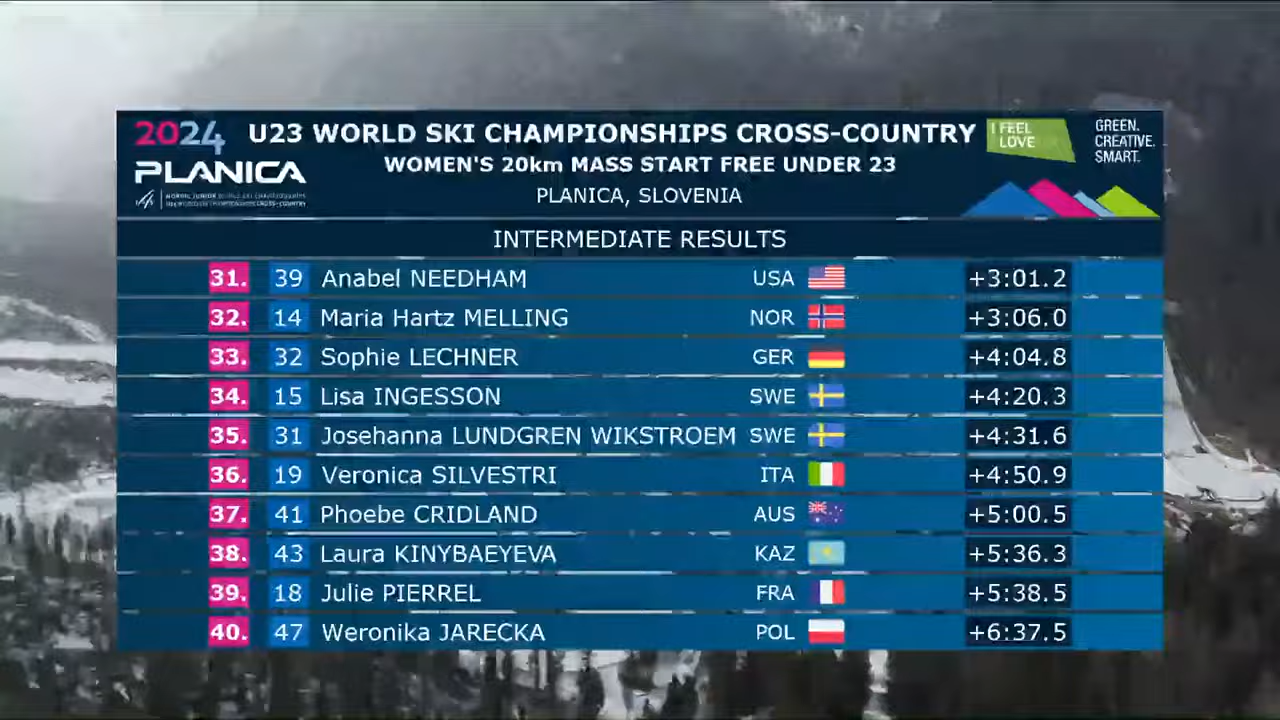 2024
PLANICA
U23 WORLD SKI CHAMPIONSHIPS CROSS-COUNTRY
WOMEN'S 20km MASS START FREE UNDER 23
PLANICA, SLOVENIA
I FEEL
LOVE
GREEN.
CREATIVE.
SMART.
INTERMEDIATE RESULTS
31. 39 Anabel NEEDHAM USA +3:01.2
32. 14 Maria Hartz MELLING NOR +3:06.0
33. 32 Sophie LECHNER GER +4:04.8
34. 15 Lisa INGESSON SWE +4:20.3
35. 31 Josehanna LUNDGREN WIKSTROEM SWE +4:31.6
36. 19 Veronica SILVESTRI ITA +4:50.9
37. 41 Phoebe CRIDLAND AUS +5:00.5
38. 43 Laura KINYBAEYEVA KAZ +5:36.3
39. 18 Julie PIERREL FRA +5:38.5
40. 47 Weronika JARECKA POL +6:37.5